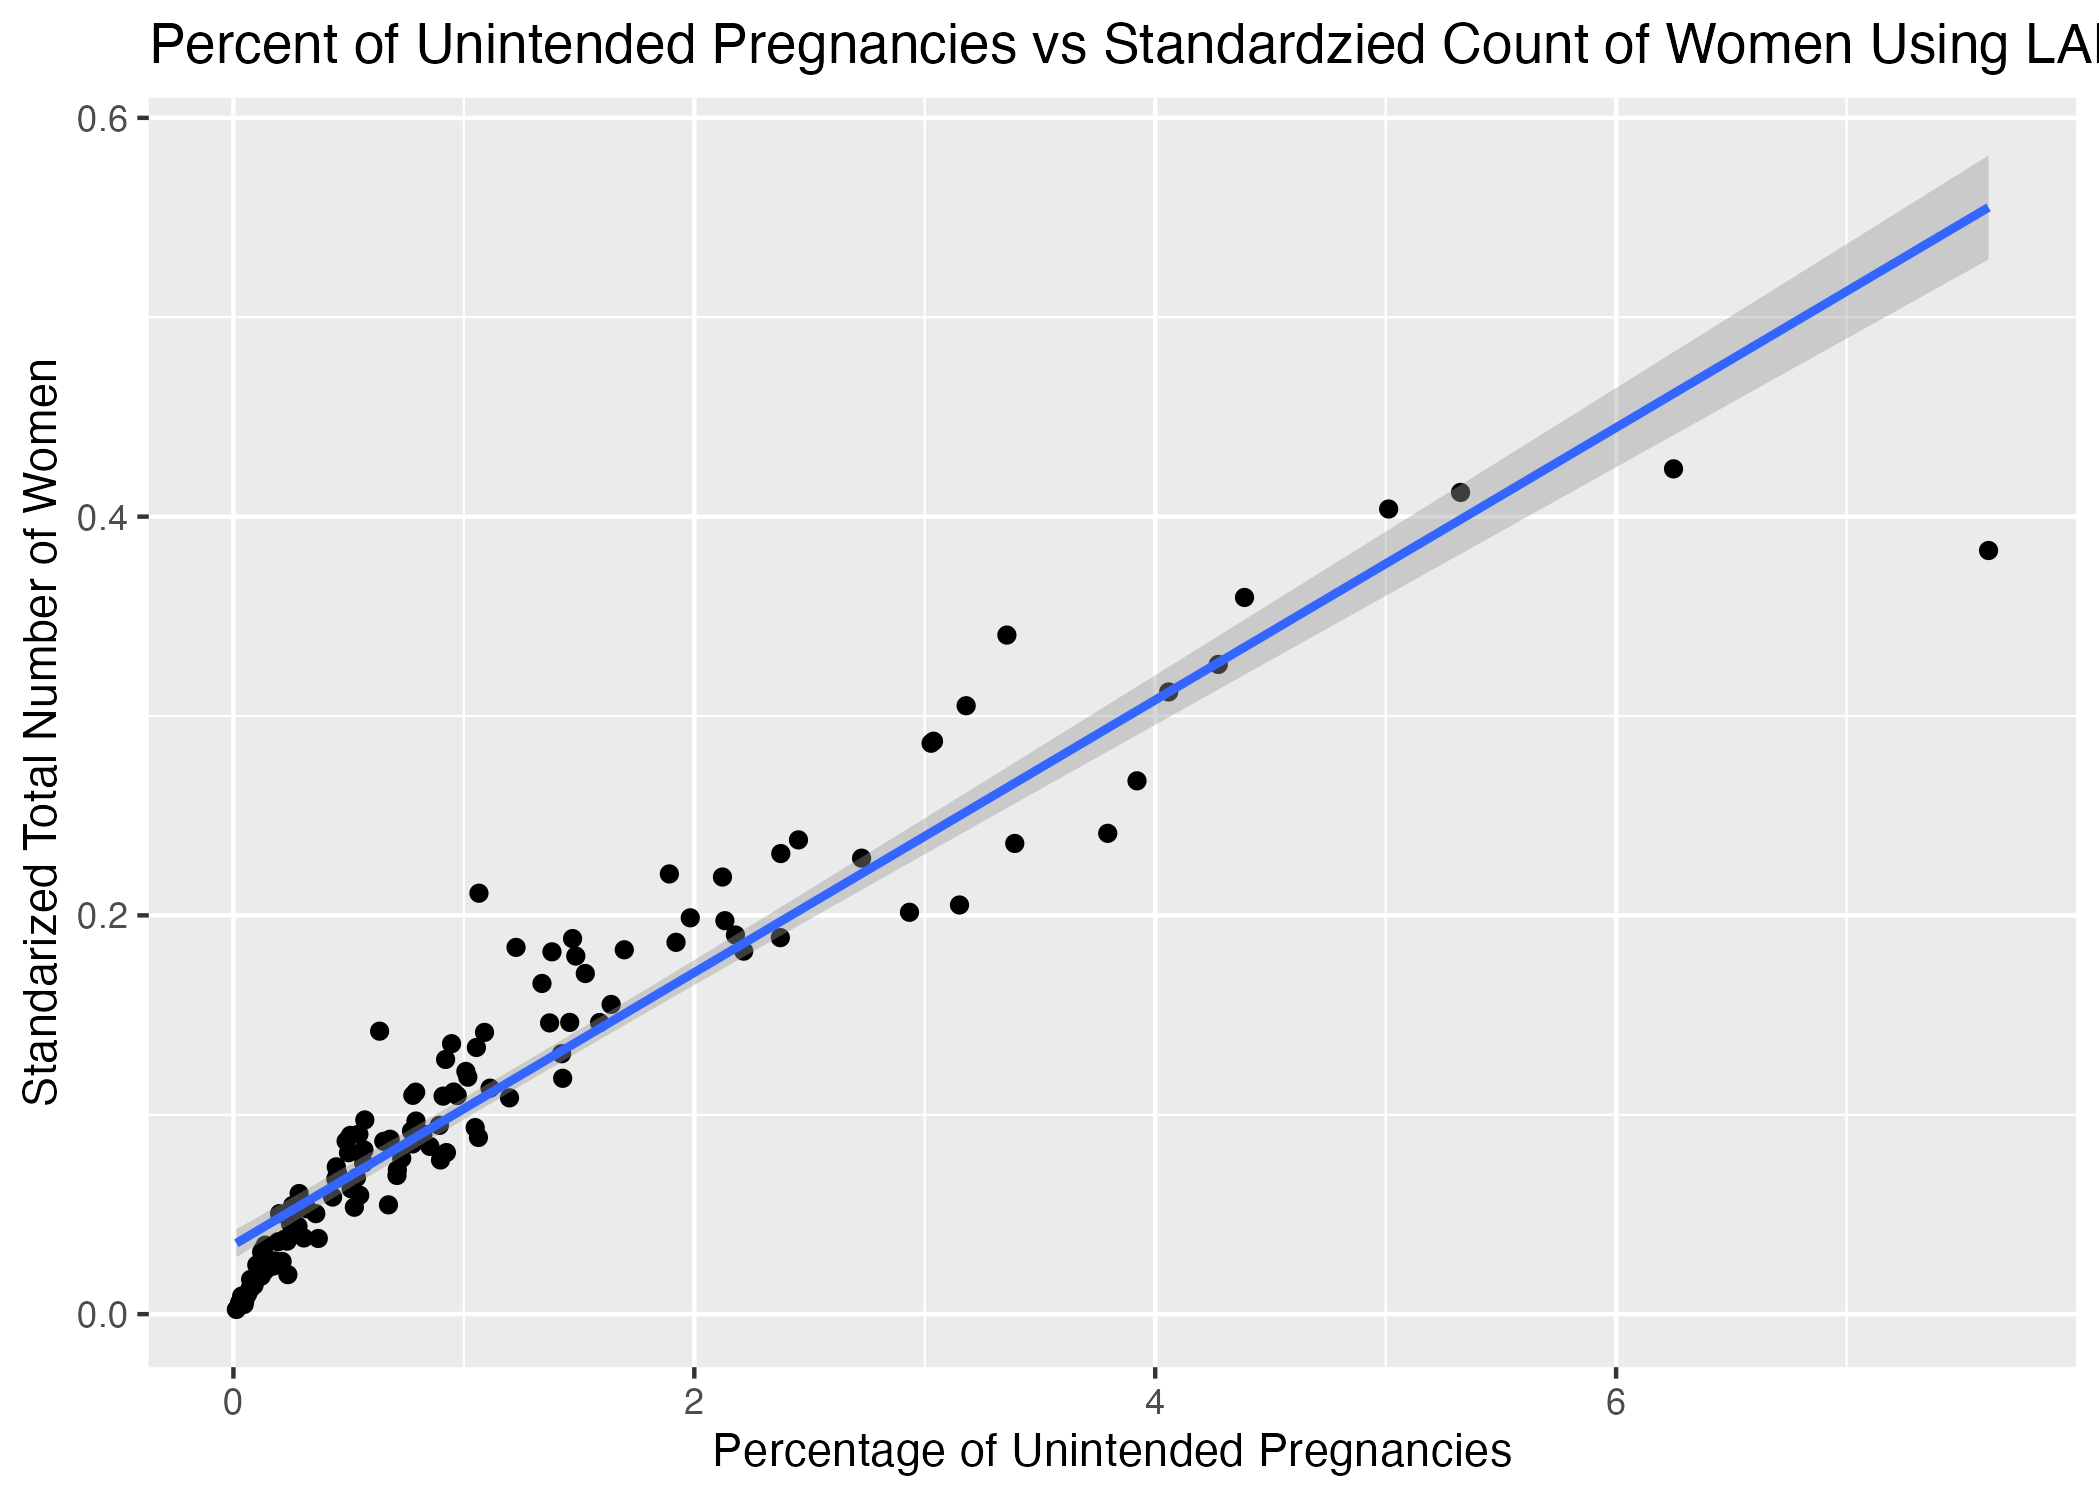 Percent of Unintended Pregnancies vs Standardzied Count of Women Using
0.6
0.4
0.2
0.0
Standarized Total Number of Women
0
2
4
6
Percentage of Unintended Pregnancies